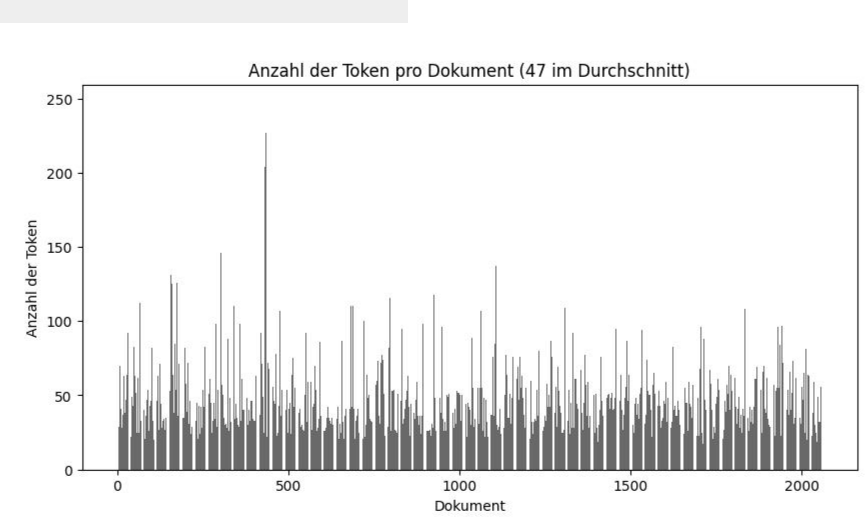 Anzahl der Token pro Dokument (47 im Durchschnitt)
250
200
150
100
50
0
Anzahl der Token
0 500 1000 1500 2000
Dokument